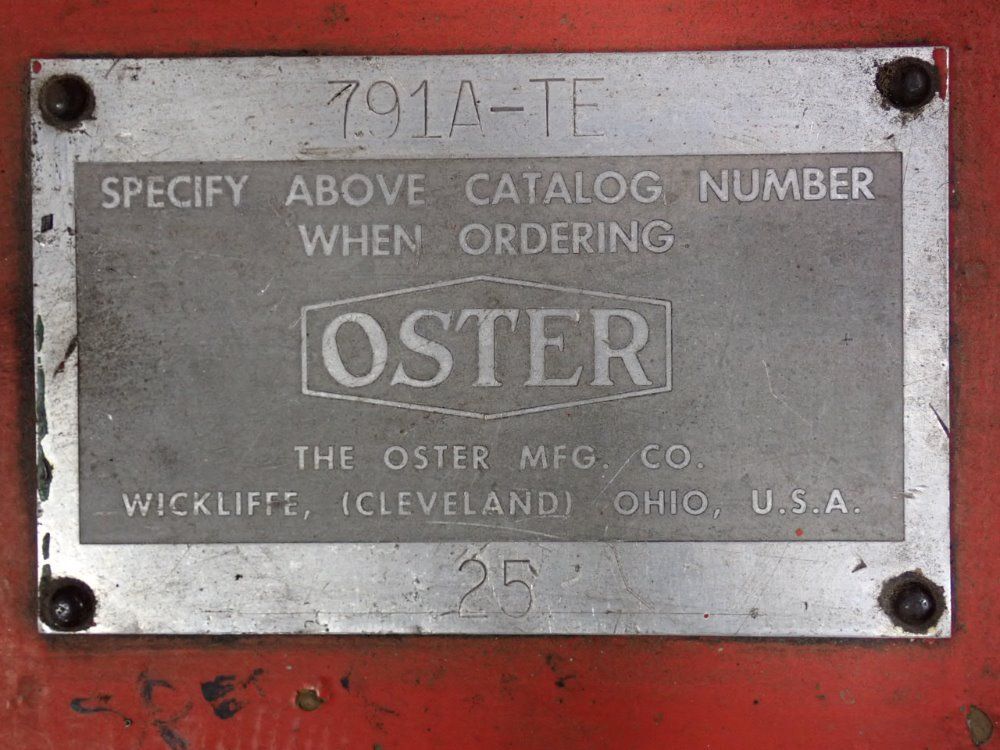 791A-TE
SPECIFY ABOVE CATALOG NUMBER
WHEN ORDERING
OSTER
THE OSTER MFG. CO.
WICKLIFFE, (CLEVELAND) OHIO, U.S.A.
25